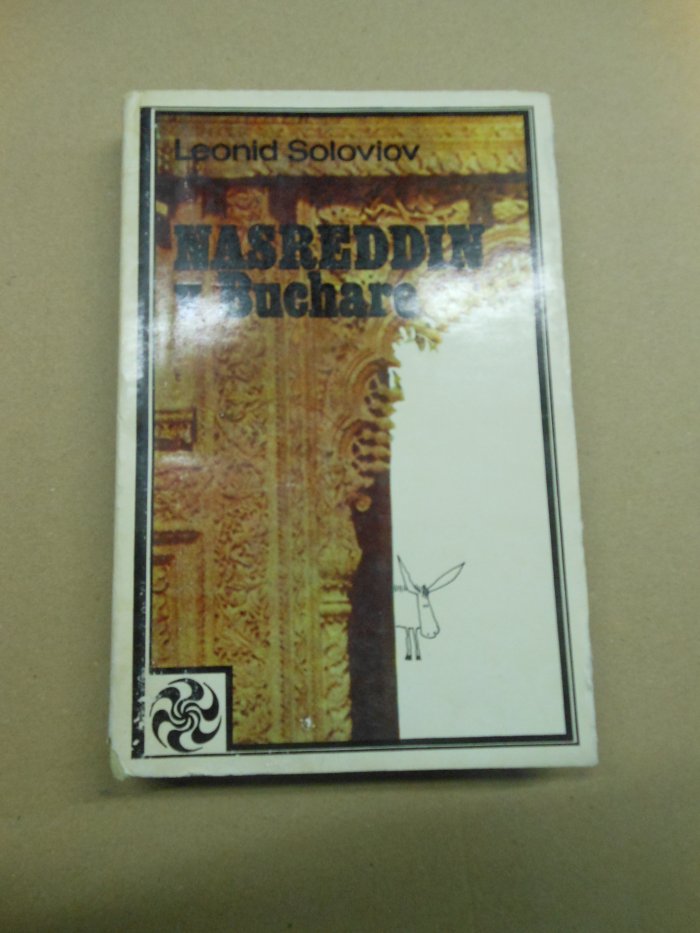 Leonid Soloviov
NASREDDIN
v Buchare